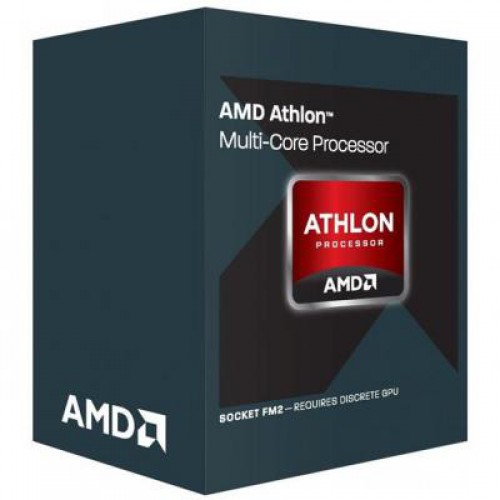 AMD Athlon™
Multi-Core Processor
ATHLON
PROCESSOR
AMD
SOCKET FM2 – REQUIRES DISCRETE GPU
AMD